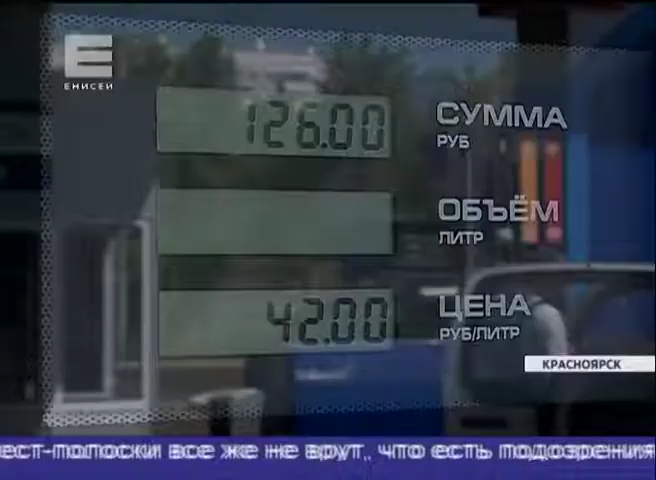 ЕНИСЕЙ
126.00 СУММА
РУБ
ОБЪЁМ
ЛИТР
42.00 ЦЕНА
РУБ/ЛИТР
КРАСНОЯРСК
ест-полоски все же не врут, что есть подозрения